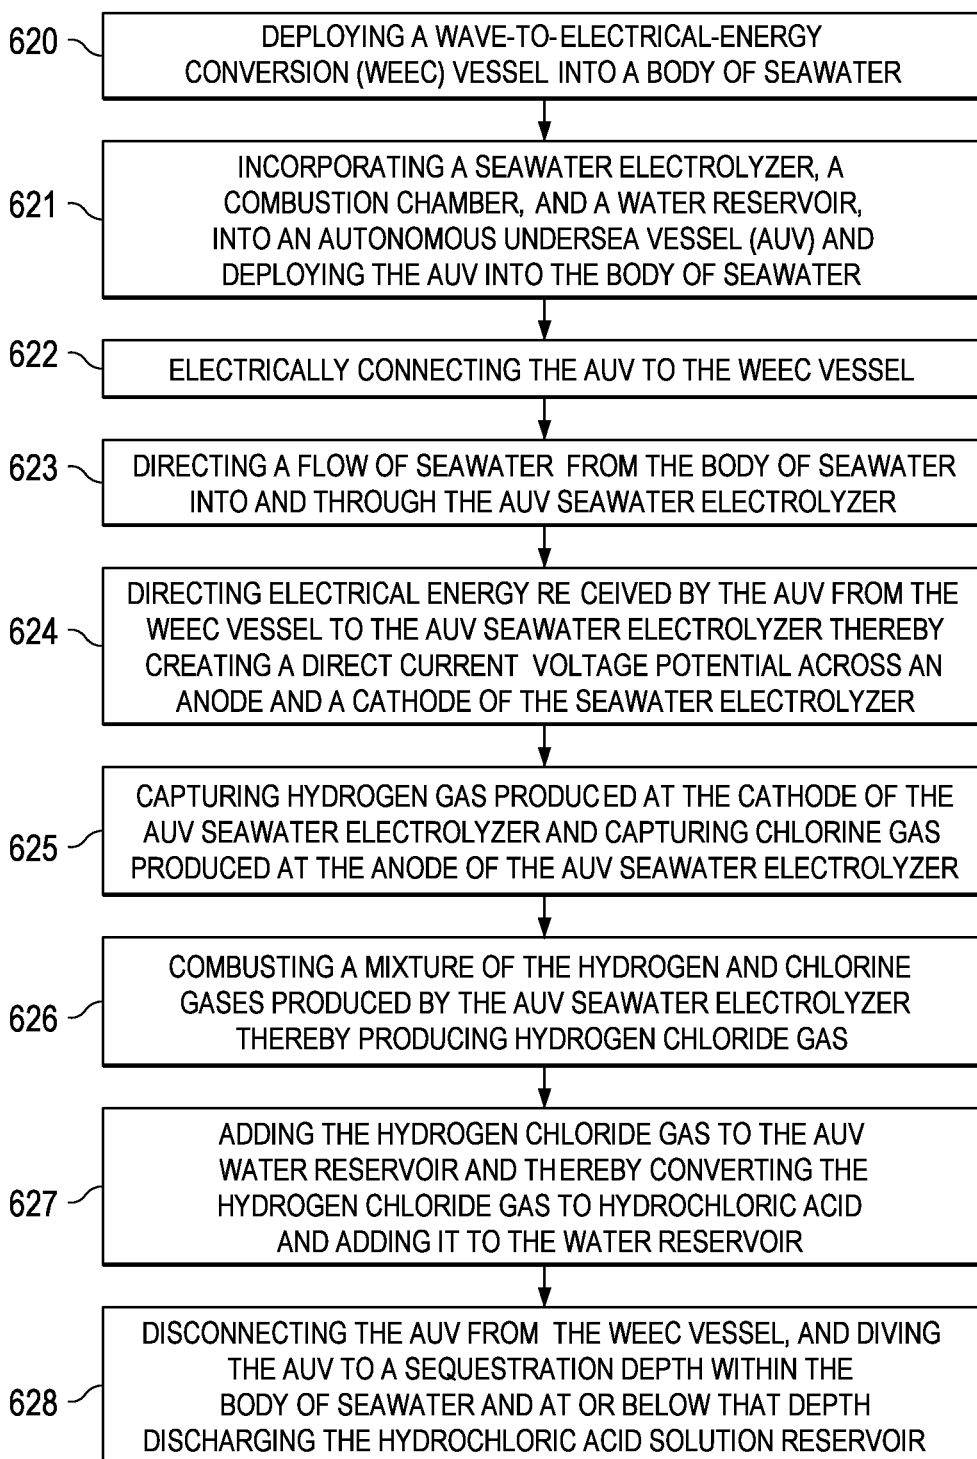 620
DEPLOYING A WAVE-TO-ELECTRICAL-ENERGY
CONVERSION (WEEC) VESSEL INTO A BODY OF SEAWATER
621
INCORPORATING A SEAWATER ELECTROLYZER, A
COMBUSTION CHAMBER, AND A WATER RESERVOIR,
INTO AN AUTONOMOUS UNDERSEA VESSEL (AUV) AND
DEPLOYING THE AUV INTO THE BODY OF SEAWATER
622
ELECTRICALLY CONNECTING THE AUV TO THE WEEC VESSEL
623
DIRECTING A FLOW OF SEAWATER FROM THE BODY OF SEAWATER
INTO AND THROUGH THE AUV SEAWATER ELECTROLYZER
624
DIRECTING ELECTRICAL ENERGY RE CEIVED BY THE AUV FROM THE
WEEC VESSEL TO THE AUV SEAWATER ELECTROLYZER THEREBY
CREATING A DIRECT CURRENT VOLTAGE POTENTIAL ACROSS AN
ANODE AND A CATHODE OF THE SEAWATER ELECTROLYZER
625
CAPTURING HYDROGEN GAS PRODUCED AT THE CATHODE OF THE
AUV SEAWATER ELECTROLYZER AND CAPTURING CHLORINE GAS
PRODUCED AT THE ANODE OF THE AUV SEAWATER ELECTROLYZER
626
COMBUSTING A MIXTURE OF THE HYDROGEN AND CHLORINE
GASES PRODUCED BY THE AUV SEAWATER ELECTROLYZER
THEREBY PRODUCING HYDROGEN CHLORIDE GAS
627
ADDING THE HYDROGEN CHLORIDE GAS TO THE AUV
WATER RESERVOIR AND THEREBY CONVERTING THE
HYDROGEN CHLORIDE GAS TO HYDROCHLORIC ACID
AND ADDING IT TO THE WATER RESERVOIR
628
DISCONNECTING THE AUV FROM THE WEEC VESSEL, AND DIVING
THE AUV TO A SEQUESTRATION DEPTH WITHIN THE
BODY OF SEAWATER AND AT OR BELOW THAT DEPTH
DISCHARGING THE HYDROCHLORIC ACID SOLUTION RESERVOIR